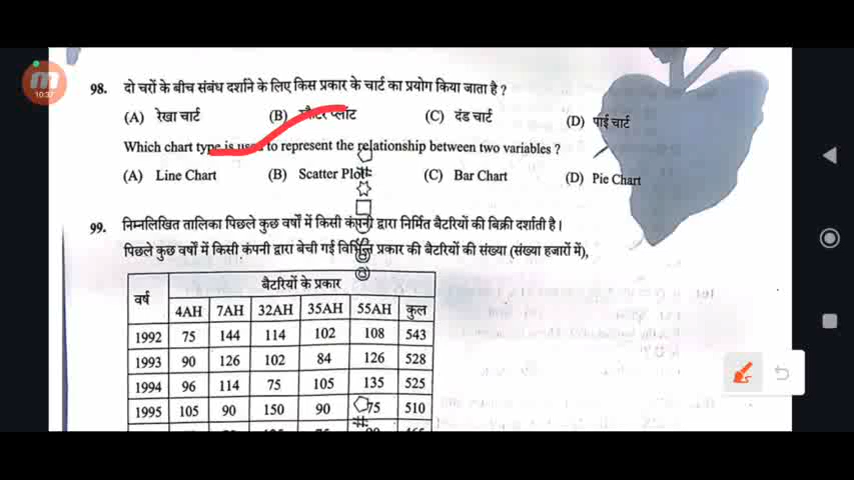 10:37
98. दो चरों के बीच संबंध दर्शाने के लिए किस प्रकार के चार्ट का प्रयोग किया जाता है ?
(A) रेखा चार्ट (B) प्लॉट (C) दंड चार्ट (D) पाई चार्ट
Which chart type is used to represent the relationship between two variables ?
(A) Line Chart (B) Scatter Plot (C) Bar Chart (D) Pie Chart
99. निम्नलिखित तालिका पिछले कुछ वर्षों में किसी कंपनी द्वारा निर्मित बैटरियों की बिक्री दर्शाती है।
पिछले कुछ वर्षों में किसी कंपनी द्वारा बेची गई विभिन्न प्रकार की बैटरियों की संख्या (संख्या हजारों में),
वर्ष बैटरियों के प्रकार
4AH 7AH 32AH 35AH 55AH कुल
1992 75 144 114 102 108 543
1993 90 126 102 84 126 528
1994 96 114 75 105 135 525
1995 105 90 150 90 75 510